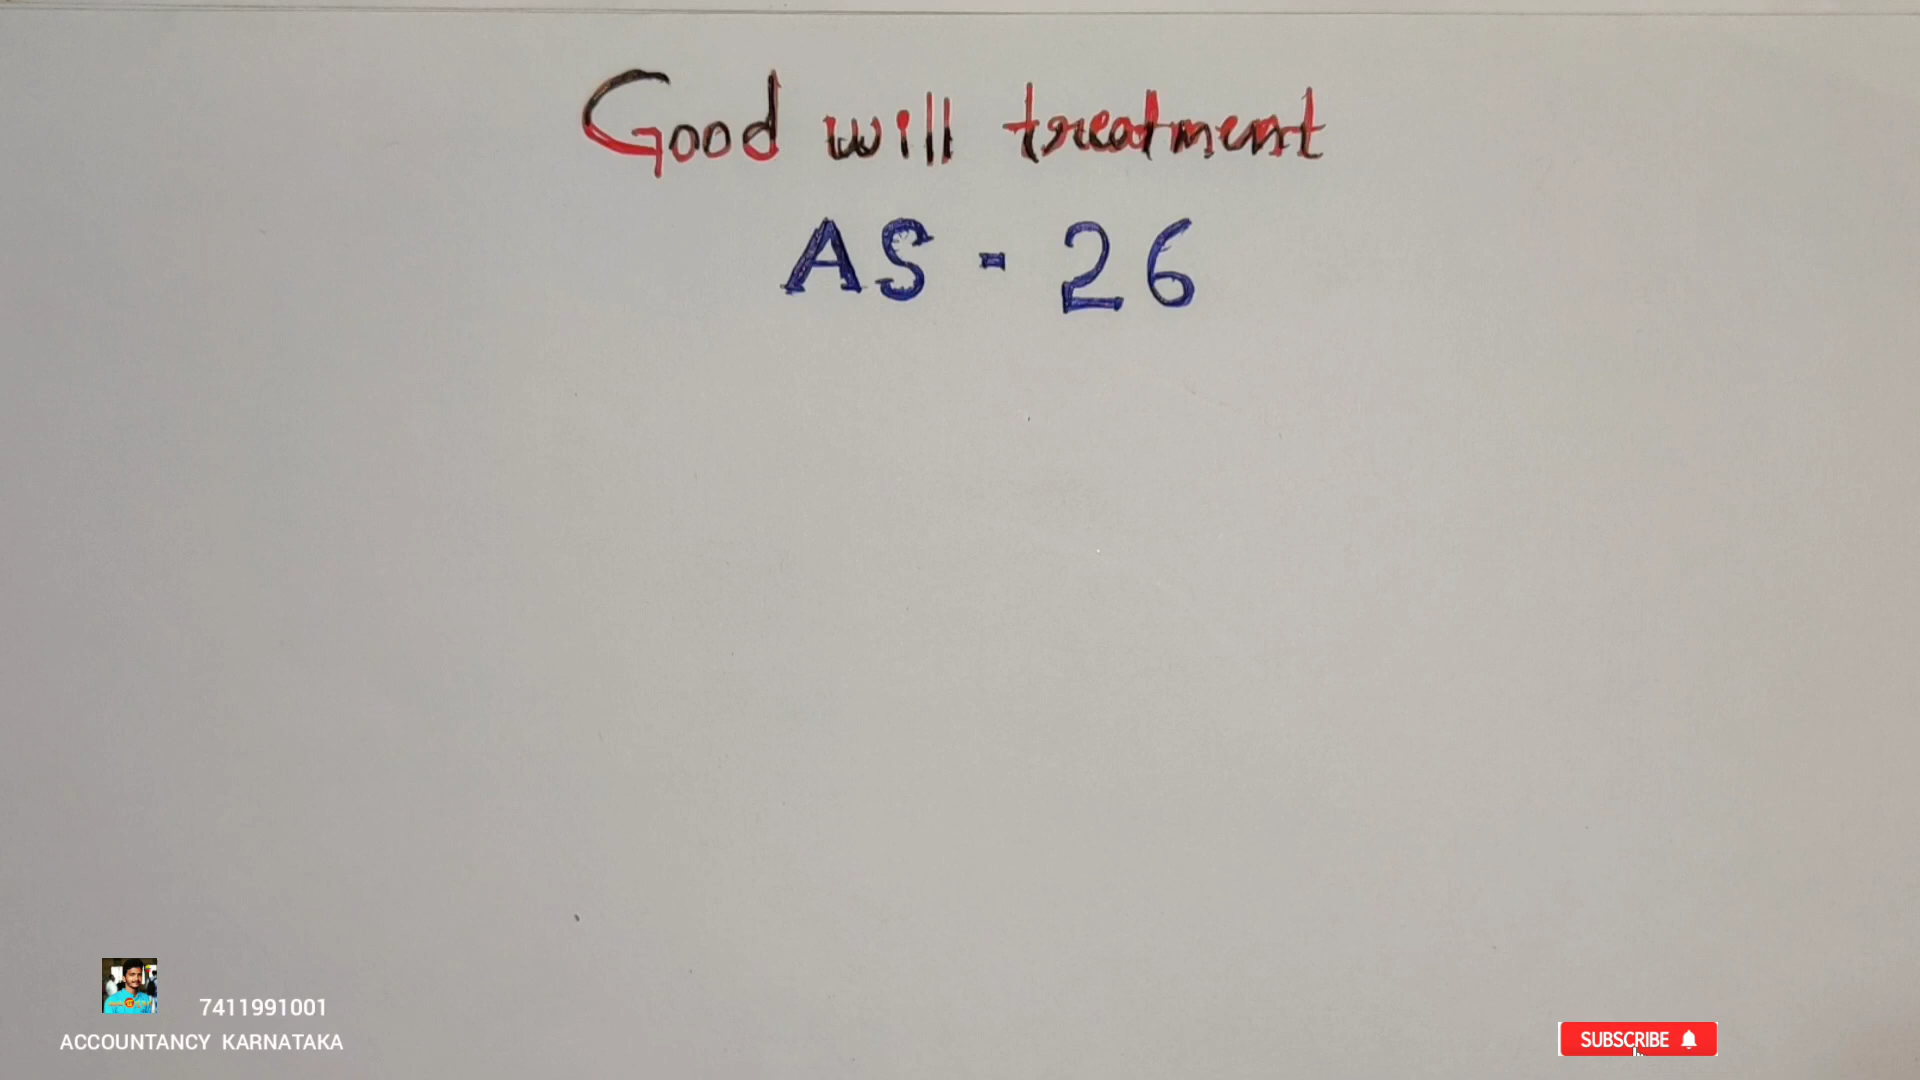 Good will treatment
AS - 26
7411991001
ACCOUNTANCY KARNATAKA
SUBSCRIBE